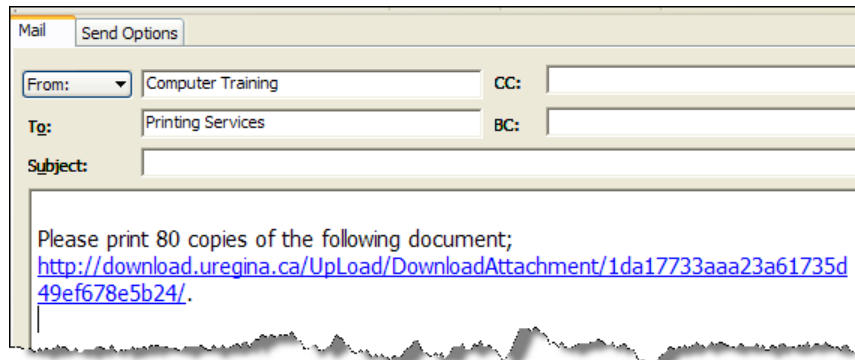 Mail Send Options
From: Computer Training CC:
To: Printing Services BC:
Subject:
Please print 80 copies of the following document;
http://download.uregina.ca/UpLoad/DownloadAttachment/1da17733aaa23a61735d
49ef678e5b24/.